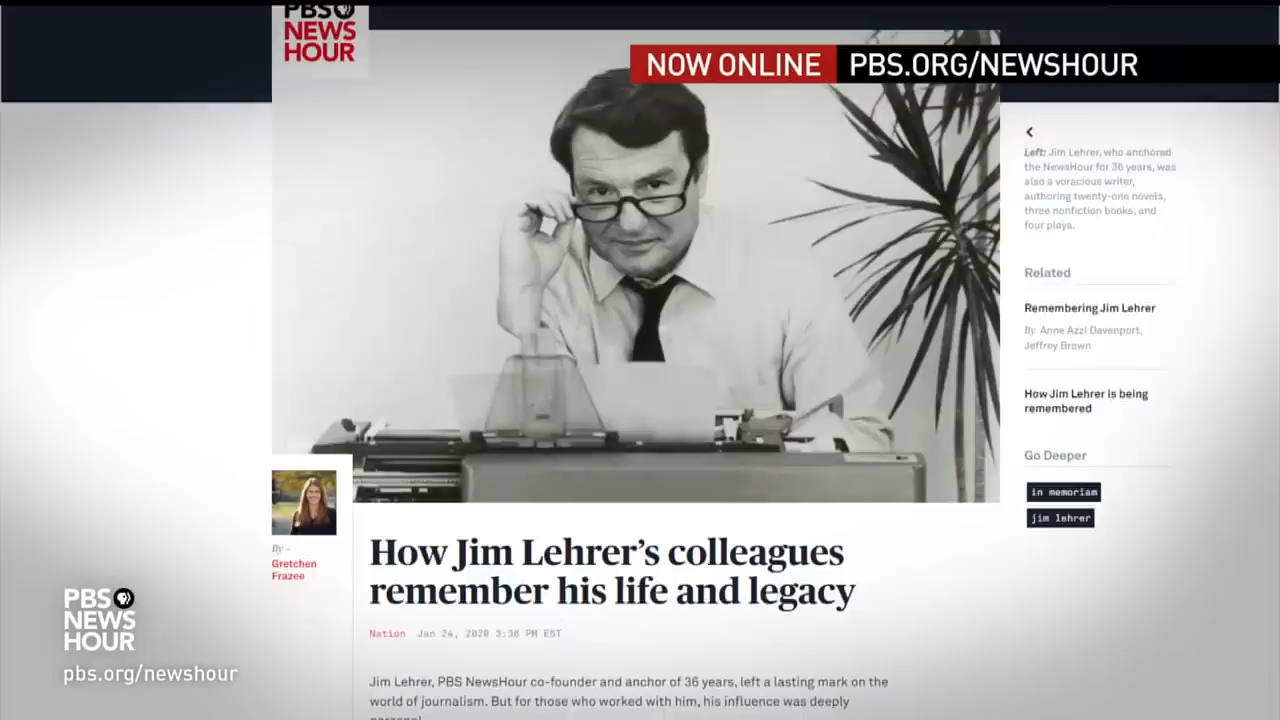 PBS
NEWS
HOUR
NOW ONLINE PBS.ORG/NEWSHOUR
Left: Jim Lehrer, who anchored
the NewsHour for 36 years, was
also a voracious writer,
authoring twenty-one novels,
three nonfiction books, and
four plays.
Related
Remembering Jim Lehrer
By Anne Azzi Davenport,
Jeffrey Brown
How Jim Lehrer is being
remembered
Go Deeper
in memoriam
jim lehrer
By –
Gretchen
Frazee
How Jim Lehrer's colleagues
remember his life and legacy
Nation Jan 24, 2020 3:36 PM EST
Jim Lehrer, PBS NewsHour co-founder and anchor of 36 years, left a lasting mark on the
world of journalism. But for those who worked with him, his influence was deeply
personal
PBS
NEWS
HOUR
pbs.org/newshour